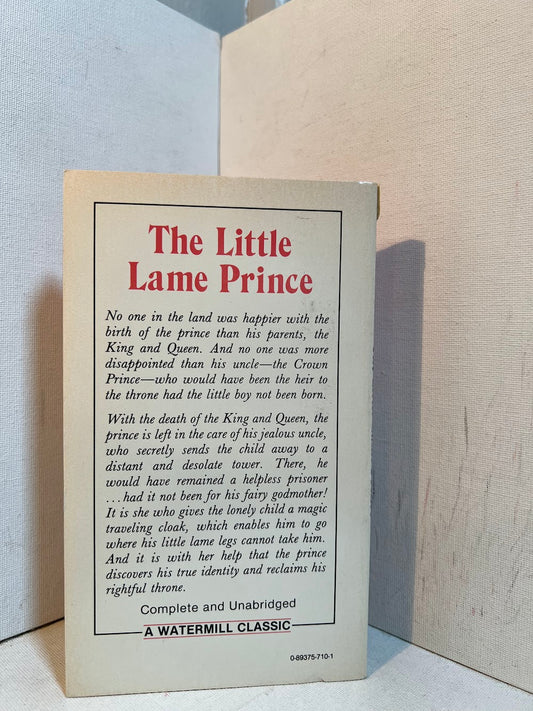 The Little
Lame Prince
No one in the land was happier with the
birth of the prince than his parents, the
King and Queen. And no one was more
disappointed than his uncle—the Crown
Prince—who would have been the heir to
the throne had the little boy not been born.
With the death of the King and Queen, the
prince is left in the care of his jealous uncle,
who secretly sends the child away to a
distant and desolate tower. There, he
would have remained a helpless prisoner
...had it not been for his fairy godmother!
It is she who gives the lonely child a magic
traveling cloak, which enables him to go
where his little lame legs cannot take him.
And it is with her help that the prince
discovers his true identity and reclaims his
rightful throne.
Complete and Unabridged
A WATERMILL CLASSIC
0-89375-710-1